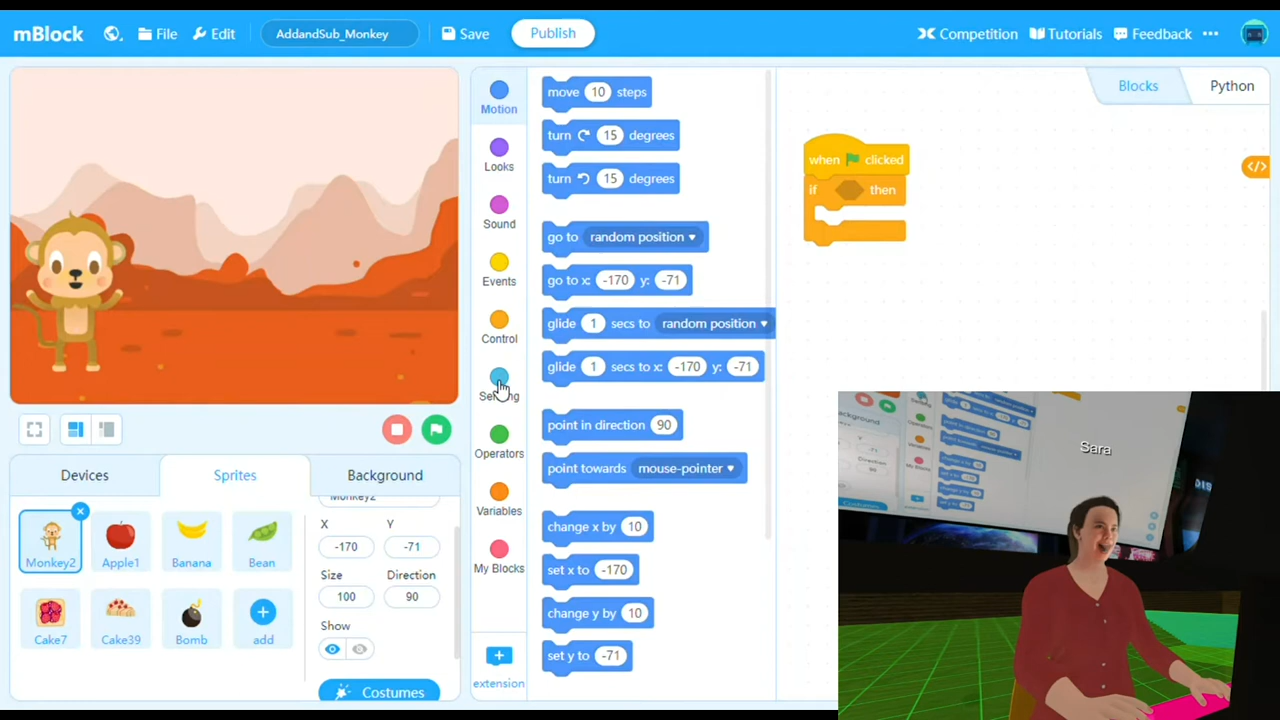 mBlock File Edit AddandSub_Monkey Save Publish Competition Tutorials Feedback
Blocks Python
Motion
Looks
Sound
Events
Control
Operators
Variables
My Blocks
extension
move 10 steps
turn 15 degrees
turn 15 degrees
go to random position
go to x: -170 y: -71
glide 1 secs to random position
glide 1 secs to x: -170 y: -71
point in direction 90
point towards mouse-pointer
change x by 10
set x to -170
change y by 10
set y to -71
when clicked
if then
Devices Sprites Background
Monkey2
Apple1
Banana
Bean
Cake7
Cake39
Bomb
add
Monkey2
X Y
-170 -71
Size Direction
100 90
Show
Costumes
Sara